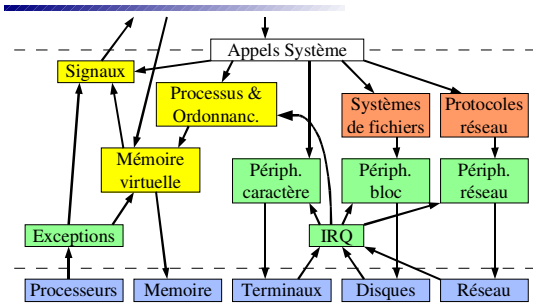 Appels Système
Signaux
Processus &
Ordonnanc.
Systèmes
de fichiers
Protocoles
réseau
Mémoire
virtuelle
Périph.
caractère
Périph.
bloc
Périph.
réseau
Exceptions
IRQ
Processeurs
Memoire
Terminaux
Disques
Réseau